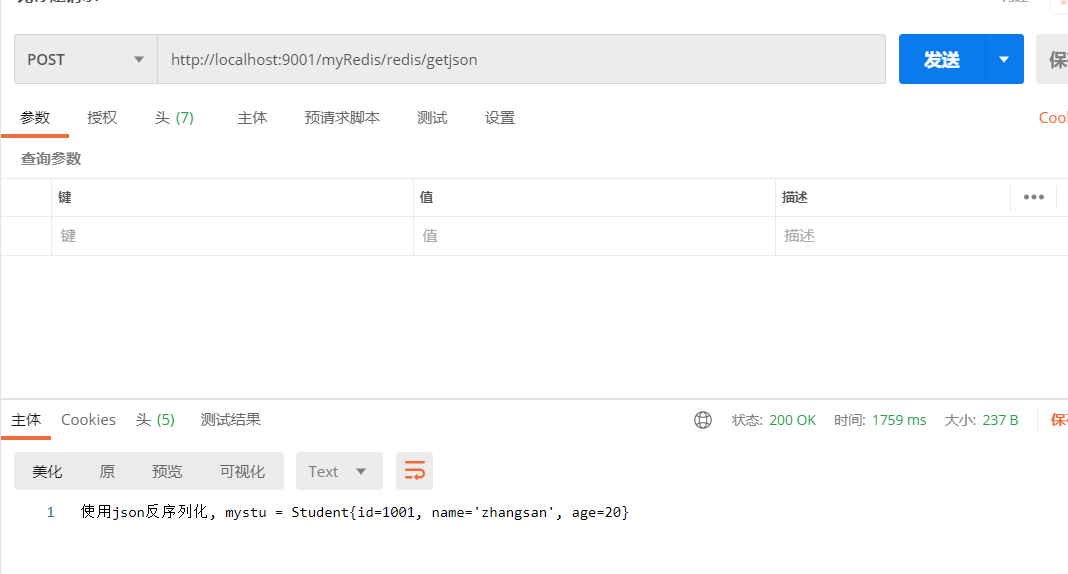 POST http://localhost:9001/myRedis/redis/getjson 发送
参数 授权 头 (7) 主体 预请求脚本 测试 设置
查询参数
键 值 描述 •••
键 值 描述
主体 Cookies 头 (5) 测试结果 状态: 200 OK 时间: 1759 ms 大小: 237 B
美化 原 预览 可视化 Text
1 使用json反序列化, mystu = Student{id=1001, name='zhangsan', age=20}